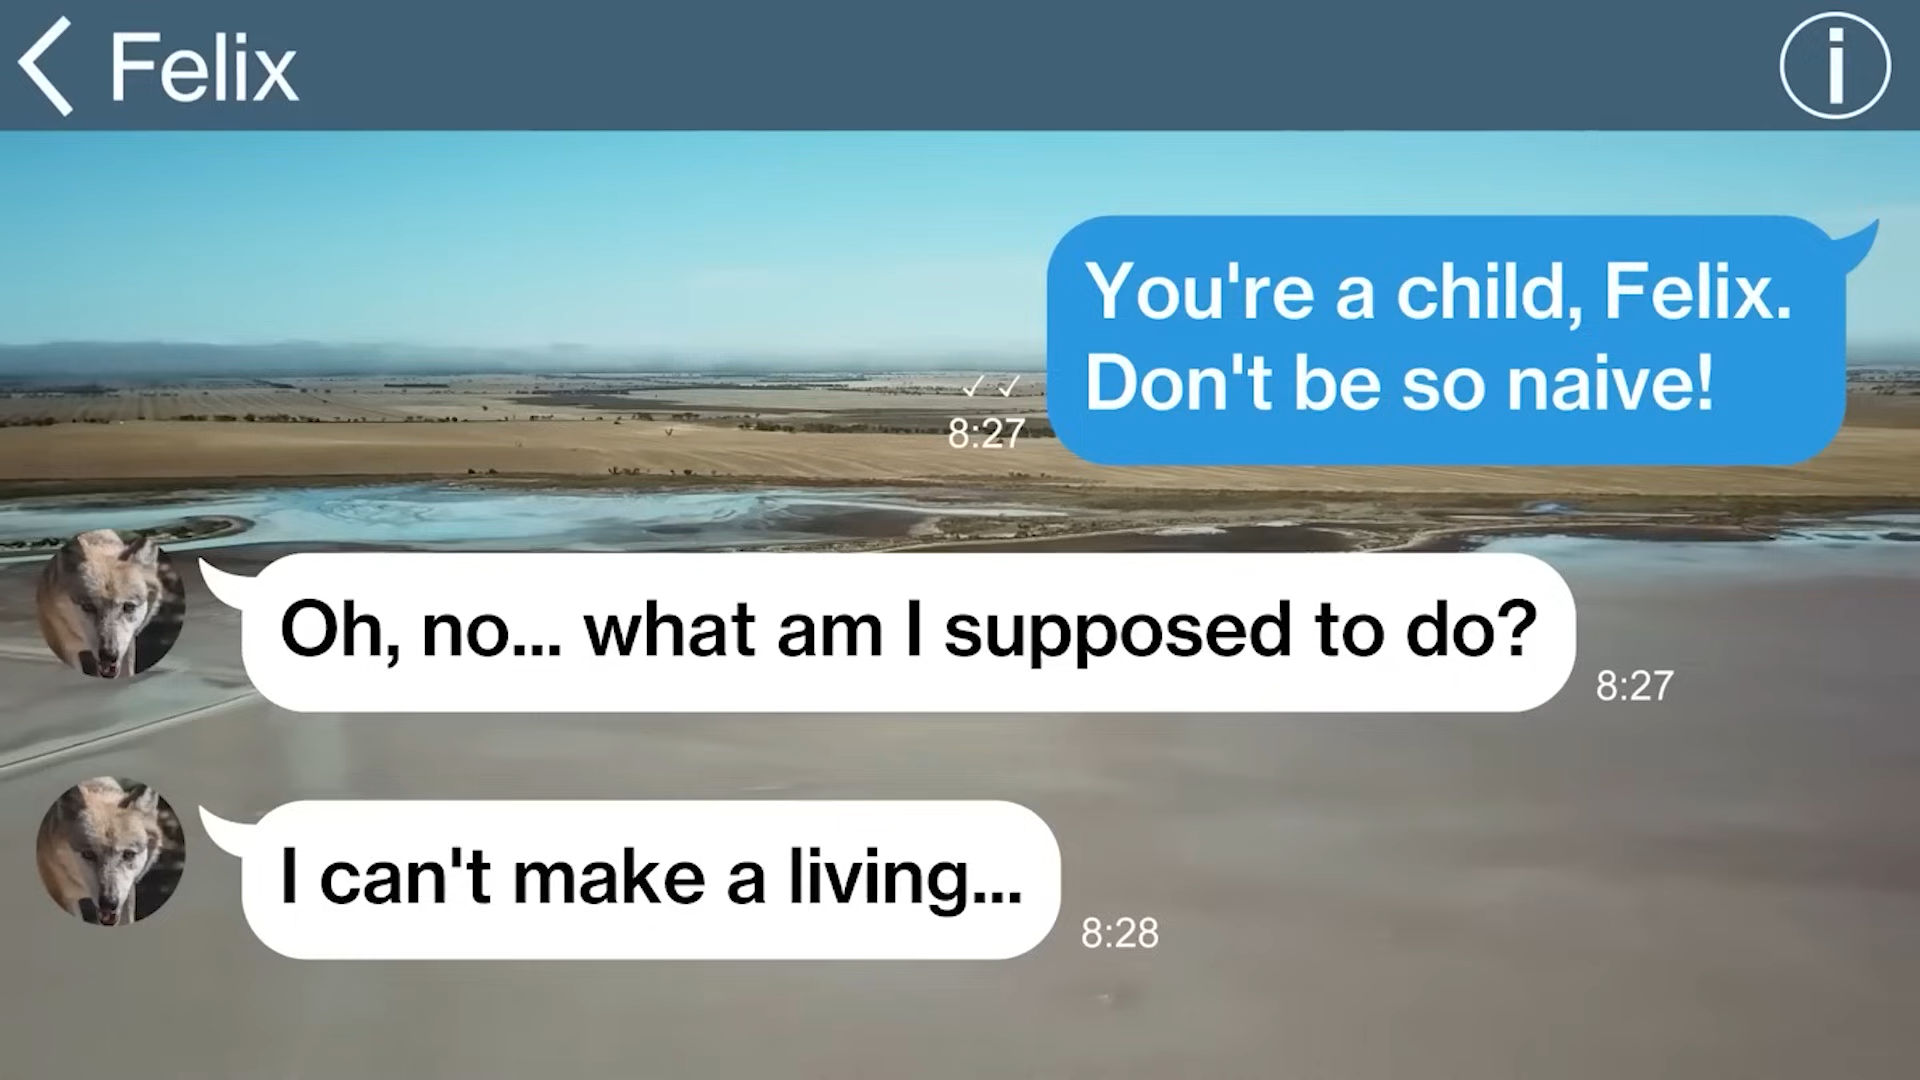 Felix
You're a child, Felix.
Don't be so naive!
8:27
Oh, no... what am I supposed to do?
8:27
I can't make a living...
8:28